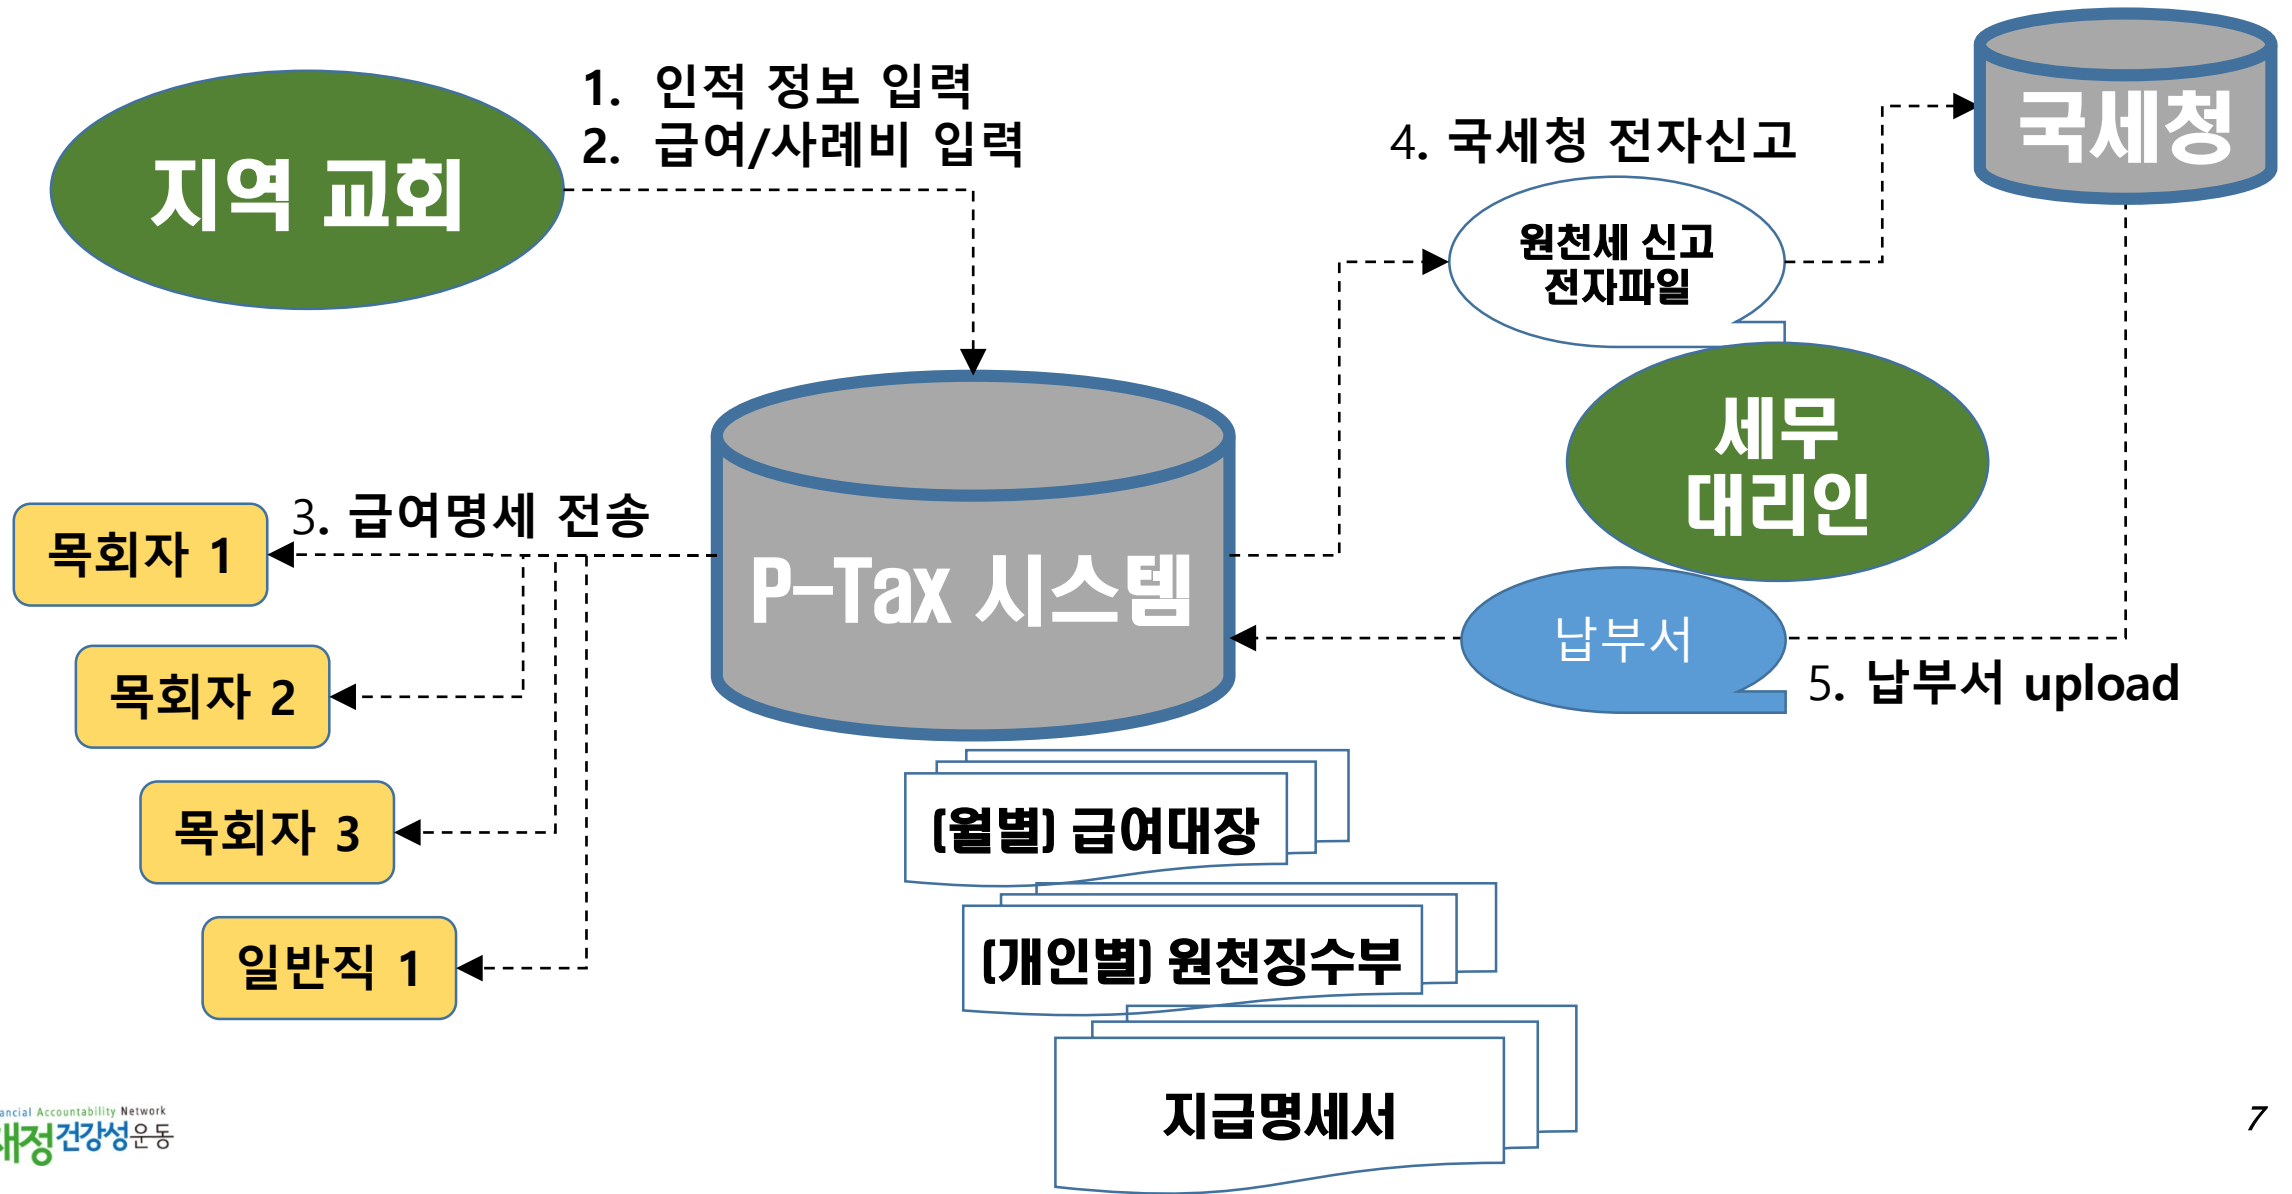 1. 인적 정보 입력
2. 급여/사례비 입력
지역 교회
4. 국세청 전자신고
국세청
원천세 신고
전자파일
세무
대리인
3. 급여명세 전송
목회자 1
목회자 2
목회자 3
일반직 1
P-Tax 시스템
납부서
5. 납부서 upload
(월별) 급여대장
(개인별) 원천징수부
지급명세서
Accountability Network
재정건강성운동
7